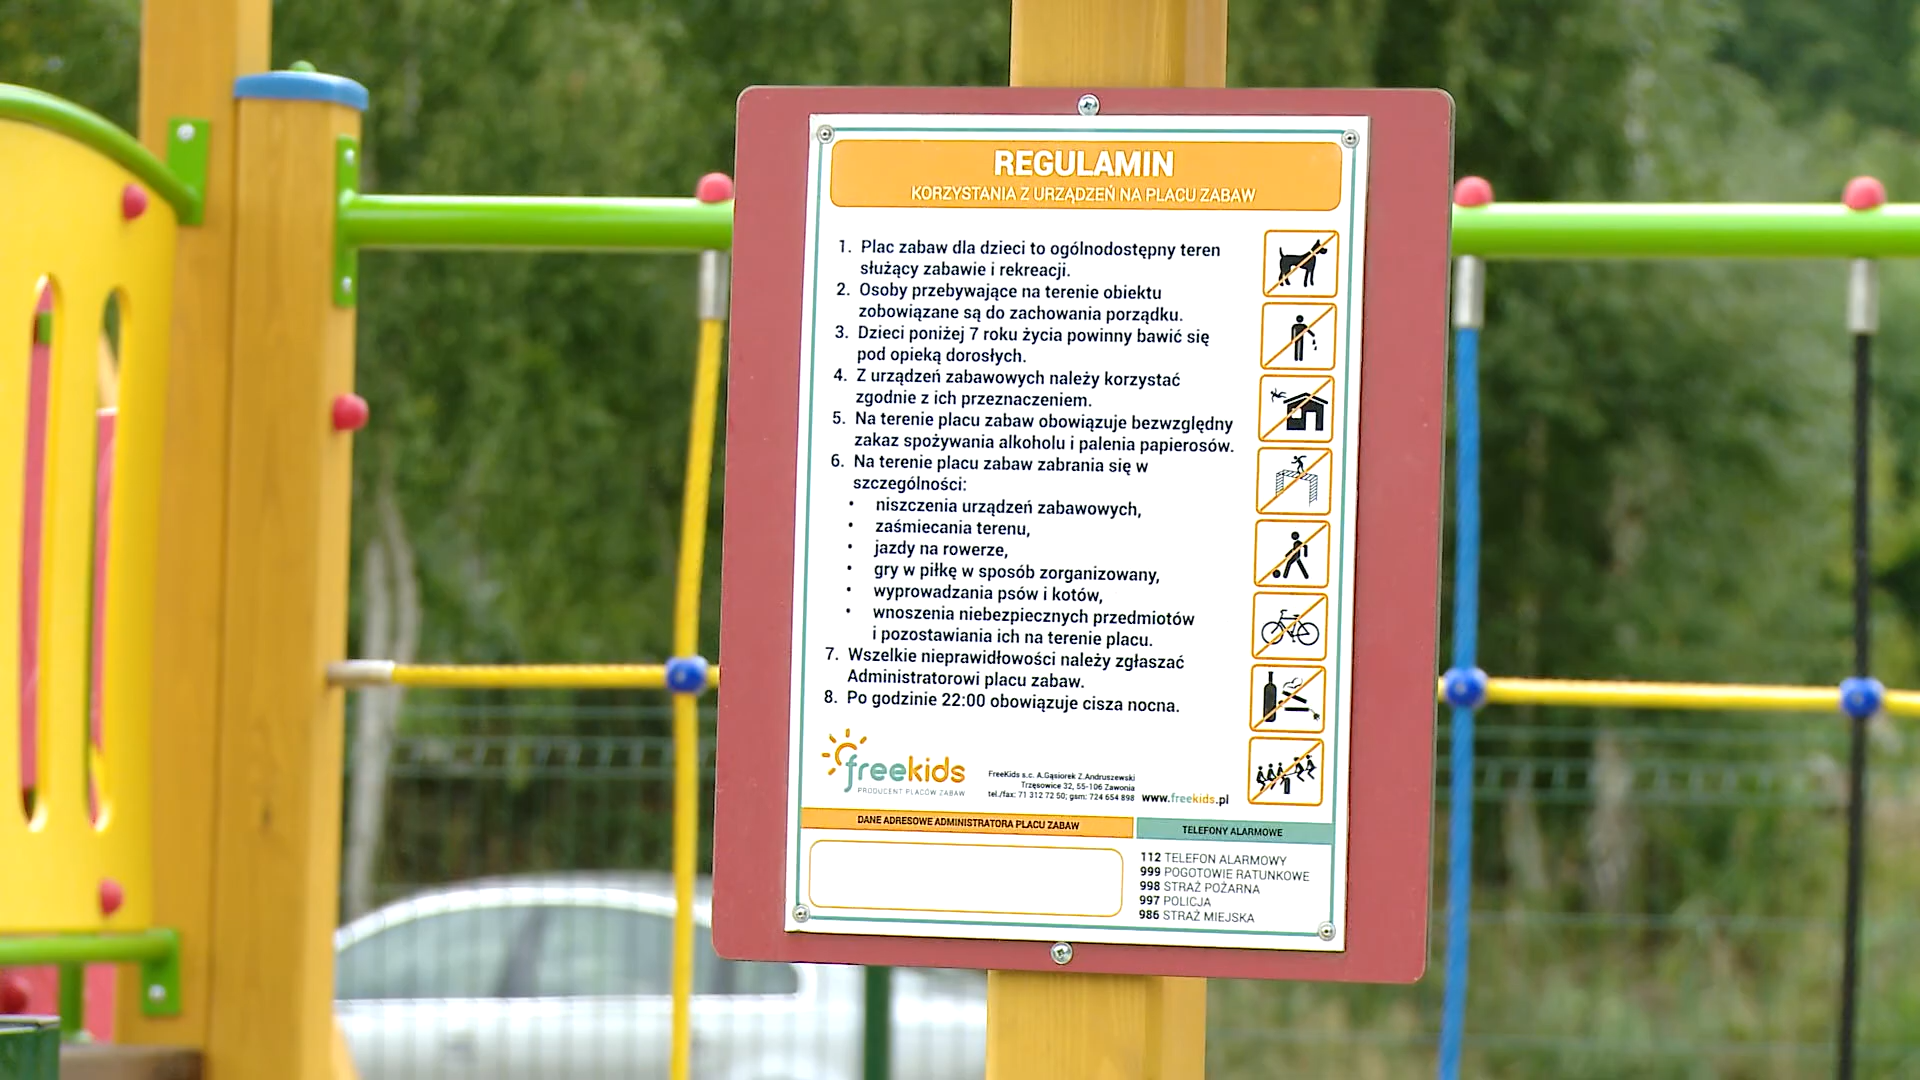 REGULAMIN
KORZYSTANIA Z URZĄDZEŃ NA PLACU ZABAW
1. Plac zabaw dla dzieci to ogólnodostępny teren
służący zabawie i rekreacji.
2. Osoby przebywające na terenie obiektu
zobowiązane są do zachowania porządku.
3. Dzieci poniżej 7 roku życia powinny bawić się
pod opieką dorosłych.
4. Z urządzeń zabawowych należy korzystać
zgodnie z ich przeznaczeniem.
5. Na terenie placu zabaw obowiązuje bezwzględny
zakaz spożywania alkoholu i palenia papierosów.
6. Na terenie placu zabaw zabrania się w
szczególności:
• niszczenia urządzeń zabawowych,
• zaśmiecania terenu,
• jazdy na rowerze,
• gry w piłkę w sposób zorganizowany,
• wyprowadzania psów i kotów,
• wnoszenia niebezpiecznych przedmiotów
i pozostawiania ich na terenie placu.
7. Wszelkie nieprawidłowości należy zgłaszać
Administratorowi placu zabaw.
8. Po godzinie 22:00 obowiązuje cisza nocna.
freekids
PRODUCENT PLACÓW ZABAW
FreeKids s.c. A.Gąsiorek Z.Andruszewski
Trzęsowice 32, 55-106 Zawonia
tel./fax: 71 312 72 50; gsm: 724 654 898
www.freekids.pl
DANE ADRESOWE ADMINISTRATORA PLACU ZABAW
TELEFONY ALARMOWE
112 TELEFON ALARMOWY
999 POGOTOWIE RATUNKOWE
998 STRAŻ POŻARNA
997 POLICJA
986 STRAŻ MIEJSKA